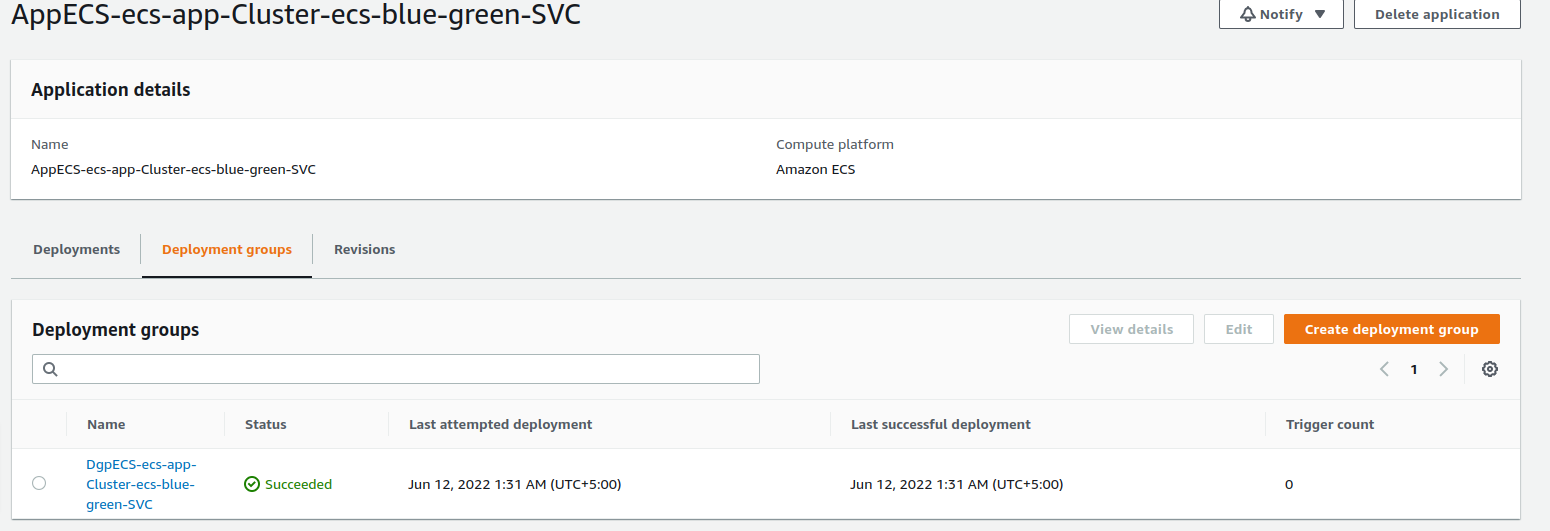 AppECS-ecs-app-Cluster-ecs-blue-green-SVC
Notify
Delete application
Application details
Name
Compute platform
AppECS-ecs-app-Cluster-ecs-blue-green-SVC
Amazon ECS
Deployments
Deployment groups
Revisions
Deployment groups
View details
Edit
Create deployment group
1
Name
Status
Last attempted deployment
Last successful deployment
Trigger count
DgpECS-ecs-app-
Cluster-ecs-blue-
green-SVC
Succeeded
Jun 12, 2022 1:31 AM (UTC+5:00)
Jun 12, 2022 1:31 AM (UTC+5:00)
0